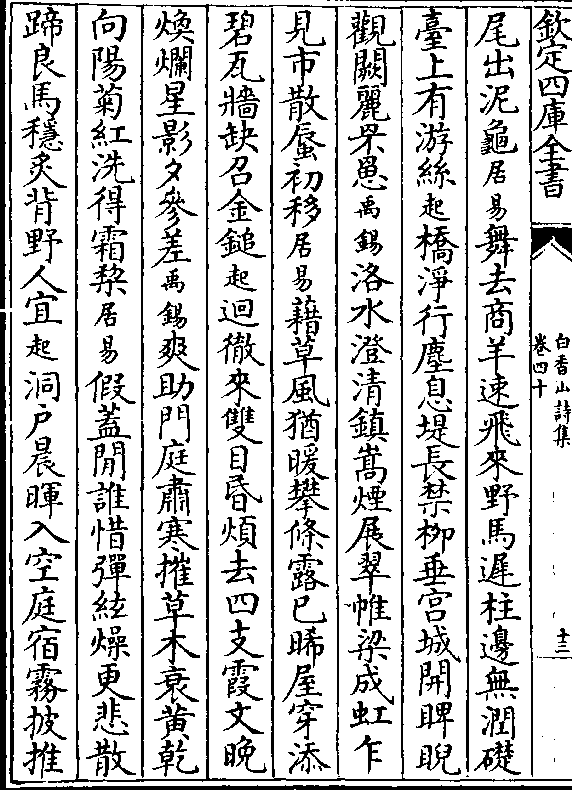 欽定四庫全書
白香山詩集
卷四十
十三
尾出泥龜居易舞去商羊速飛來野馬遲柱邊無潤礎
臺上有游絲起橋淨行塵息堤長禁柳垂宮城開睥睨
觀闕麗罘罳禹錫洛水澄清鎮嵩煙展翠帷梁成虹乍
見市散蜃初移居易藉草風猶暖攀條露已晞屋穿添
碧瓦牆缺召金鎚起迴徹來雙目昏煩去四支霞文晚
煥爛星影夕參差禹錫爽助門庭肅寒摧草木衰黃乾
向陽菊紅洗得霜棃居易假蓋閒誰惜彈絃燥更悲散
蹄良馬穩炙背野人宜起洞户晨暉入空庭宿霧披推